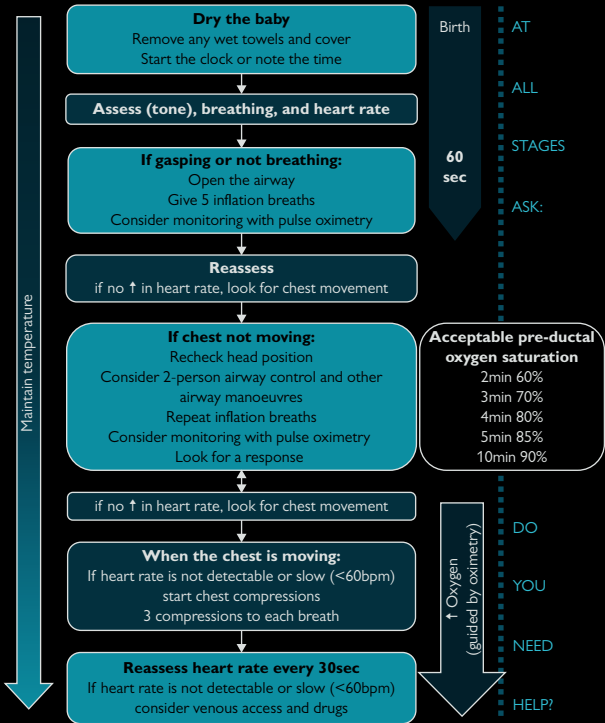 Dry the baby
Remove any wet towels and cover
Start the clock or note the time
Assess (tone), breathing, and heart rate
If gasping or not breathing:
Open the airway
Give 5 inflation breaths
Consider monitoring with pulse oximetry
Reassess
if no ↑ in heart rate, look for chest movement
If chest not moving:
Recheck head position
Consider 2-person airway control and other
airway manoeuvres
Repeat inflation breaths
Consider monitoring with pulse oximetry
Look for a response
if no ↑ in heart rate, look for chest movement
When the chest is moving:
If heart rate is not detectable or slow (<60bpm)
start chest compressions
3 compressions to each breath
Reassess heart rate every 30sec
If heart rate is not detectable or slow (<60bpm)
consider venous access and drugs
Maintain temperature
Birth
60
sec
Acceptable pre-ductal
oxygen saturation
2min 60%
3min 70%
4min 80%
5min 85%
10min 90%
↑ Oxygen
(guided by oximetry)
AT
ALL
STAGES
ASK:
DO
YOU
NEED
HELP?